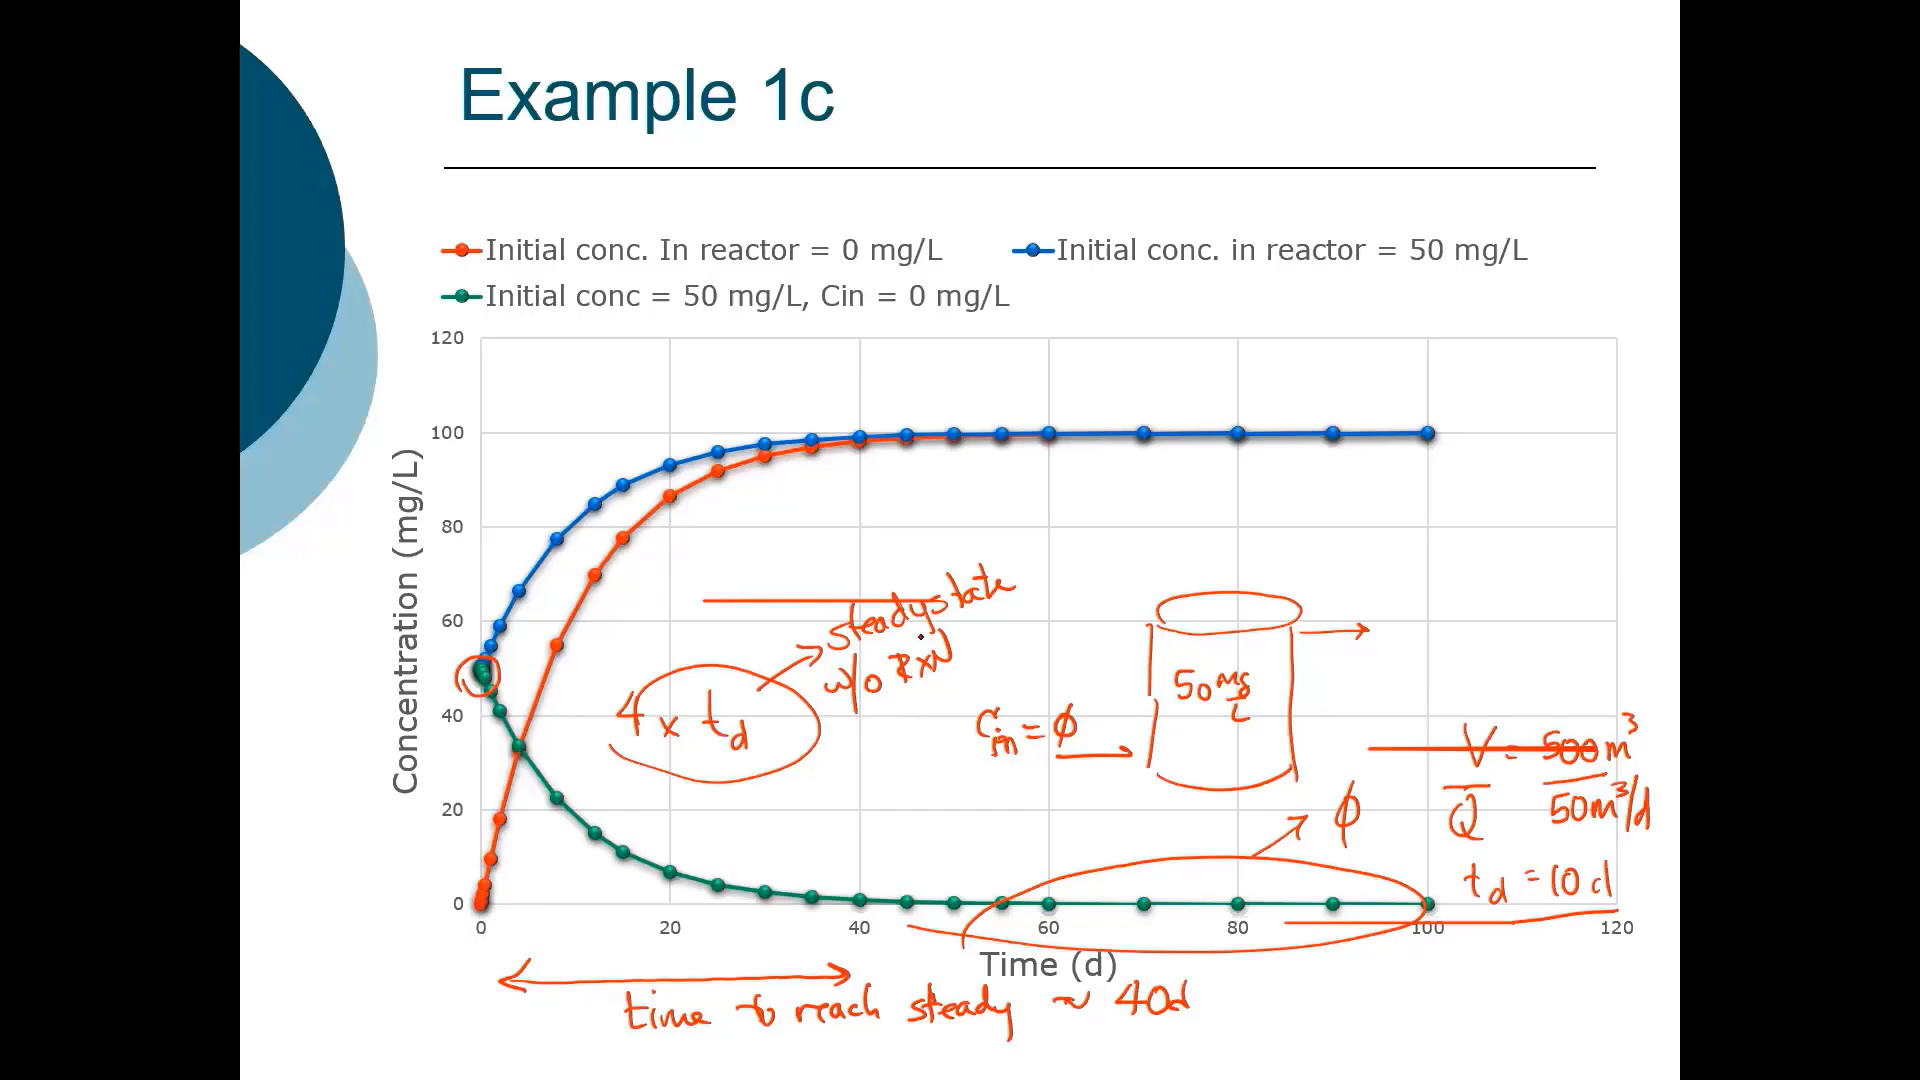 Example 1c
Initial conc. In reactor = 0 mg/L
Initial conc. in reactor = 50 mg/L
Initial conc = 50 mg/L, Cin = 0 mg/L
120
100
80
60
40
20
0
Concentration (mg/L)
0 20 40 60 80 100 120
Time (d)
4 x td
steady state
w/o RXN
Cin = ϕ
50 mg/L
ϕ
V = 500 m³
Q 50 m³/d
td = 10 d
time to reach steady ~ 40d